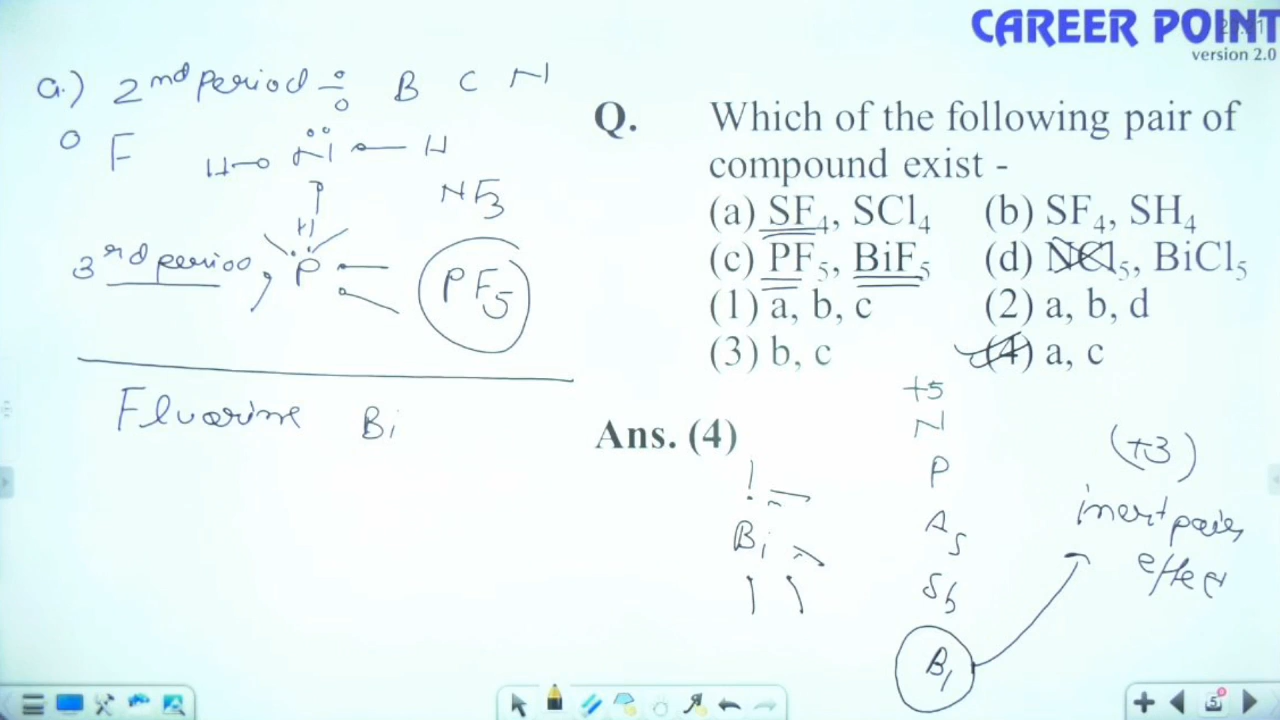 CAREER POINT
version 2.0
a.) 2nd period B C N
O F H N H
H
NF3
3rd period, P PF5
Fluorine Bi
Q. Which of the following pair of
compound exist -
(a) SF₄, SCl₄ (b) SF₄, SH₄
(c) PF₅, BiF₅ (d) NCl₅, BiCl₅
(1) a, b, c (2) a, b, d
(3) b, c (4) a, c
Ans. (4)
Bi
+5
N
P
As
Sb
Bi
(+3)
inert pair
effect
5